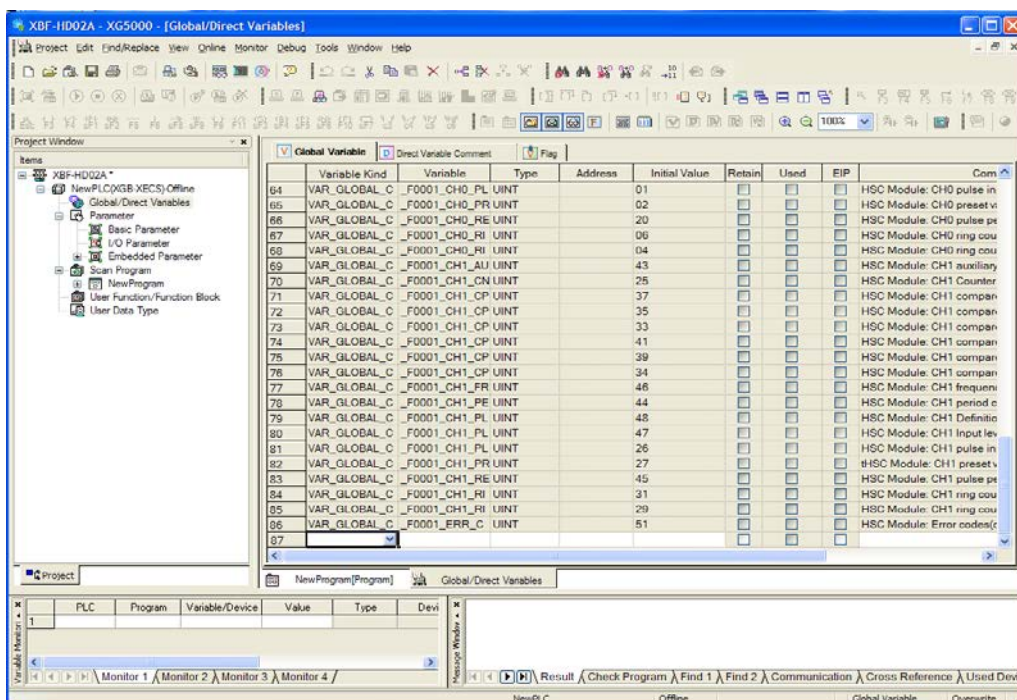 XBF-HD02A - XG5000 - [Global/Direct Variables]
Project Edit Find/Replace View Online Monitor Debug Tools Window Help
100%
Project Window
Items
XBF-HD02A *
NewPLC(XGB-XECS)-Offline
Global/Direct Variables
Parameter
Basic Parameter
I/O Parameter
Embedded Parameter
Scan Program
NewProgram
User Function/Function Block
User Data Type
Project
Global Variable Direct Variable Comment Flag
Variable Kind Variable Type Address Initial Value Retain Used EIP Com
64 VAR_GLOBAL_C _F0001_CH0_PL UINT 01 HSC Module: CH0 pulse in
65 VAR_GLOBAL_C _F0001_CH0_PR UINT 02 HSC Module: CH0 preset v
66 VAR_GLOBAL_C _F0001_CH0_RE UINT 20 HSC Module: CH0 pulse pe
67 VAR_GLOBAL_C _F0001_CH0_RI UINT 06 HSC Module: CH0 ring cou
68 VAR_GLOBAL_C _F0001_CH0_RI UINT 04 HSC Module: CH0 ring cou
69 VAR_GLOBAL_C _F0001_CH1_AU UINT 43 HSC Module: CH1 auxiliary
70 VAR_GLOBAL_C _F0001_CH1_CN UINT 25 HSC Module: CH1 Counter
71 VAR_GLOBAL_C _F0001_CH1_CP UINT 37 HSC Module: CH1 compar
72 VAR_GLOBAL_C _F0001_CH1_CP UINT 35 HSC Module: CH1 compar
73 VAR_GLOBAL_C _F0001_CH1_CP UINT 33 HSC Module: CH1 compar
74 VAR_GLOBAL_C _F0001_CH1_CP UINT 41 HSC Module: CH1 compar
75 VAR_GLOBAL_C _F0001_CH1_CP UINT 39 HSC Module: CH1 compar
76 VAR_GLOBAL_C _F0001_CH1_CP UINT 34 HSC Module: CH1 compar
77 VAR_GLOBAL_C _F0001_CH1_FR UINT 46 HSC Module: CH1 frequen
78 VAR_GLOBAL_C _F0001_CH1_PE UINT 44 HSC Module: CH1 period c
79 VAR_GLOBAL_C _F0001_CH1_PL UINT 48 HSC Module: CH1 Definitio
80 VAR_GLOBAL_C _F0001_CH1_PL UINT 47 HSC Module: CH1 Input lev
81 VAR_GLOBAL_C _F0001_CH1_PL UINT 26 HSC Module: CH1 pulse in
82 VAR_GLOBAL_C _F0001_CH1_PR UINT 27 tHSC Module: CH1 preset v
83 VAR_GLOBAL_C _F0001_CH1_RE UINT 45 HSC Module: CH1 pulse pe
84 VAR_GLOBAL_C _F0001_CH1_RI UINT 31 HSC Module: CH1 ring cou
85 VAR_GLOBAL_C _F0001_CH1_RI UINT 29 HSC Module: CH1 ring cou
86 VAR_GLOBAL_C _F0001_ERR_C UINT 51 HSC Module: Error codes(c
87
NewProgram[Program] Global/Direct Variables
Variable Monitor
PLC Program Variable/Device Value Type Devi
1
Monitor 1 Monitor 2 Monitor 3 Monitor 4
Message Window
Result Check Program Find 1 Find 2 Communication Cross Reference Used Dev
NewPLC Offline Global Variable Overwrite